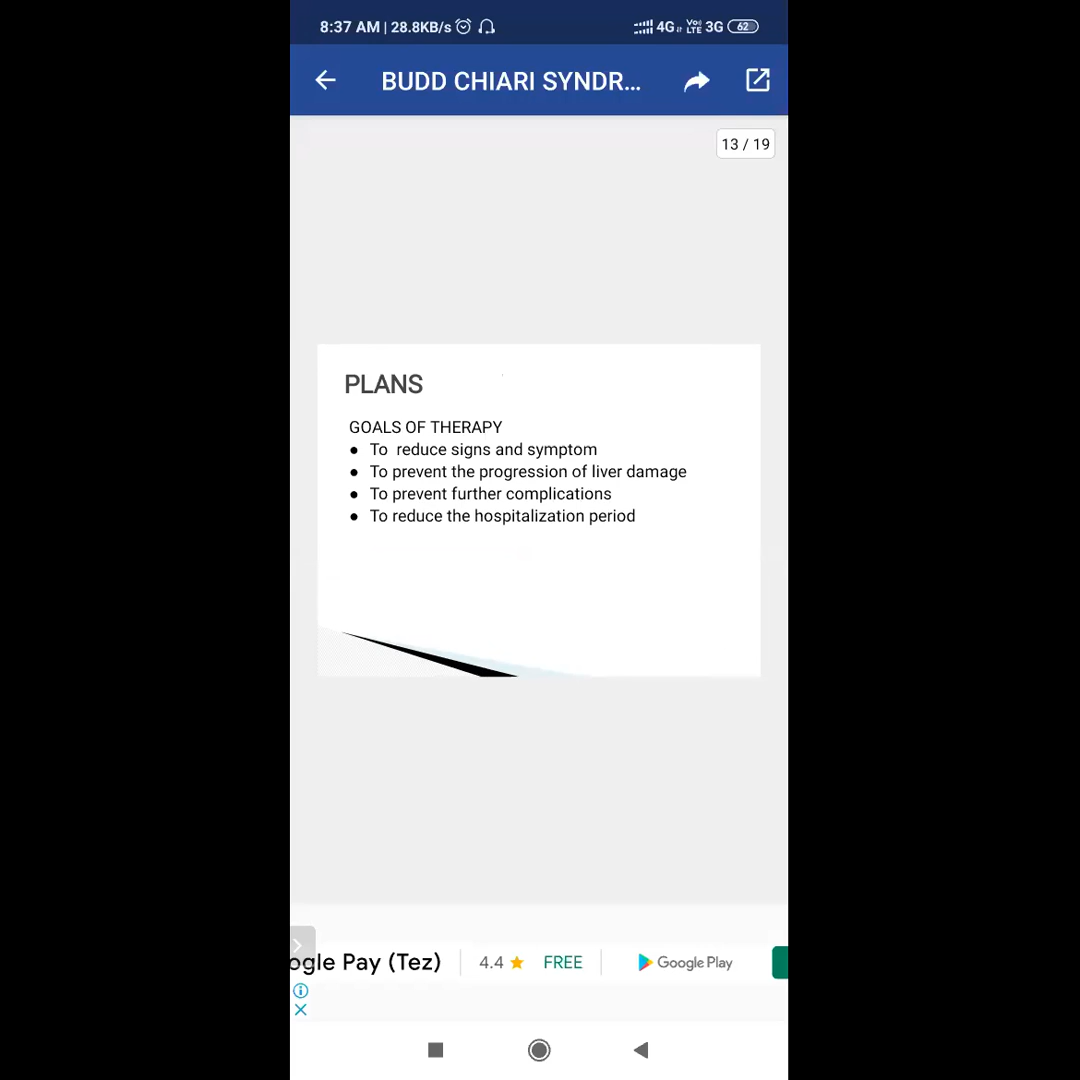 8:37 AM | 28.8KB/s 4G Vo) LTE 3G 62
BUDD CHIARI SYNDR...
13 / 19
PLANS
GOALS OF THERAPY
● To reduce signs and symptom
● To prevent the progression of liver damage
● To prevent further complications
● To reduce the hospitalization period
ogle Pay (Tez) 4.4 FREE Google Play